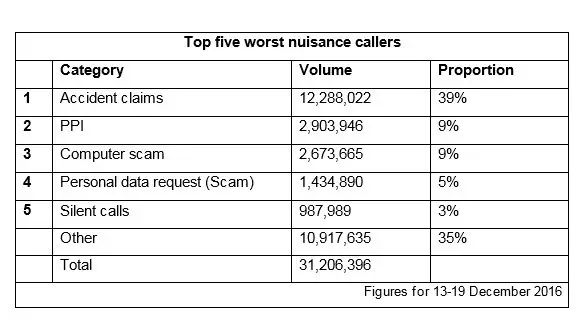 Top five worst nuisance callers
Category Volume Proportion
1 Accident claims 12,288,022 39%
2 PPI 2,903,946 9%
3 Computer scam 2,673,665 9%
4 Personal data request (Scam) 1,434,890 5%
5 Silent calls 987,989 3%
Other 10,917,635 35%
Total 31,206,396
Figures for 13-19 December 2016